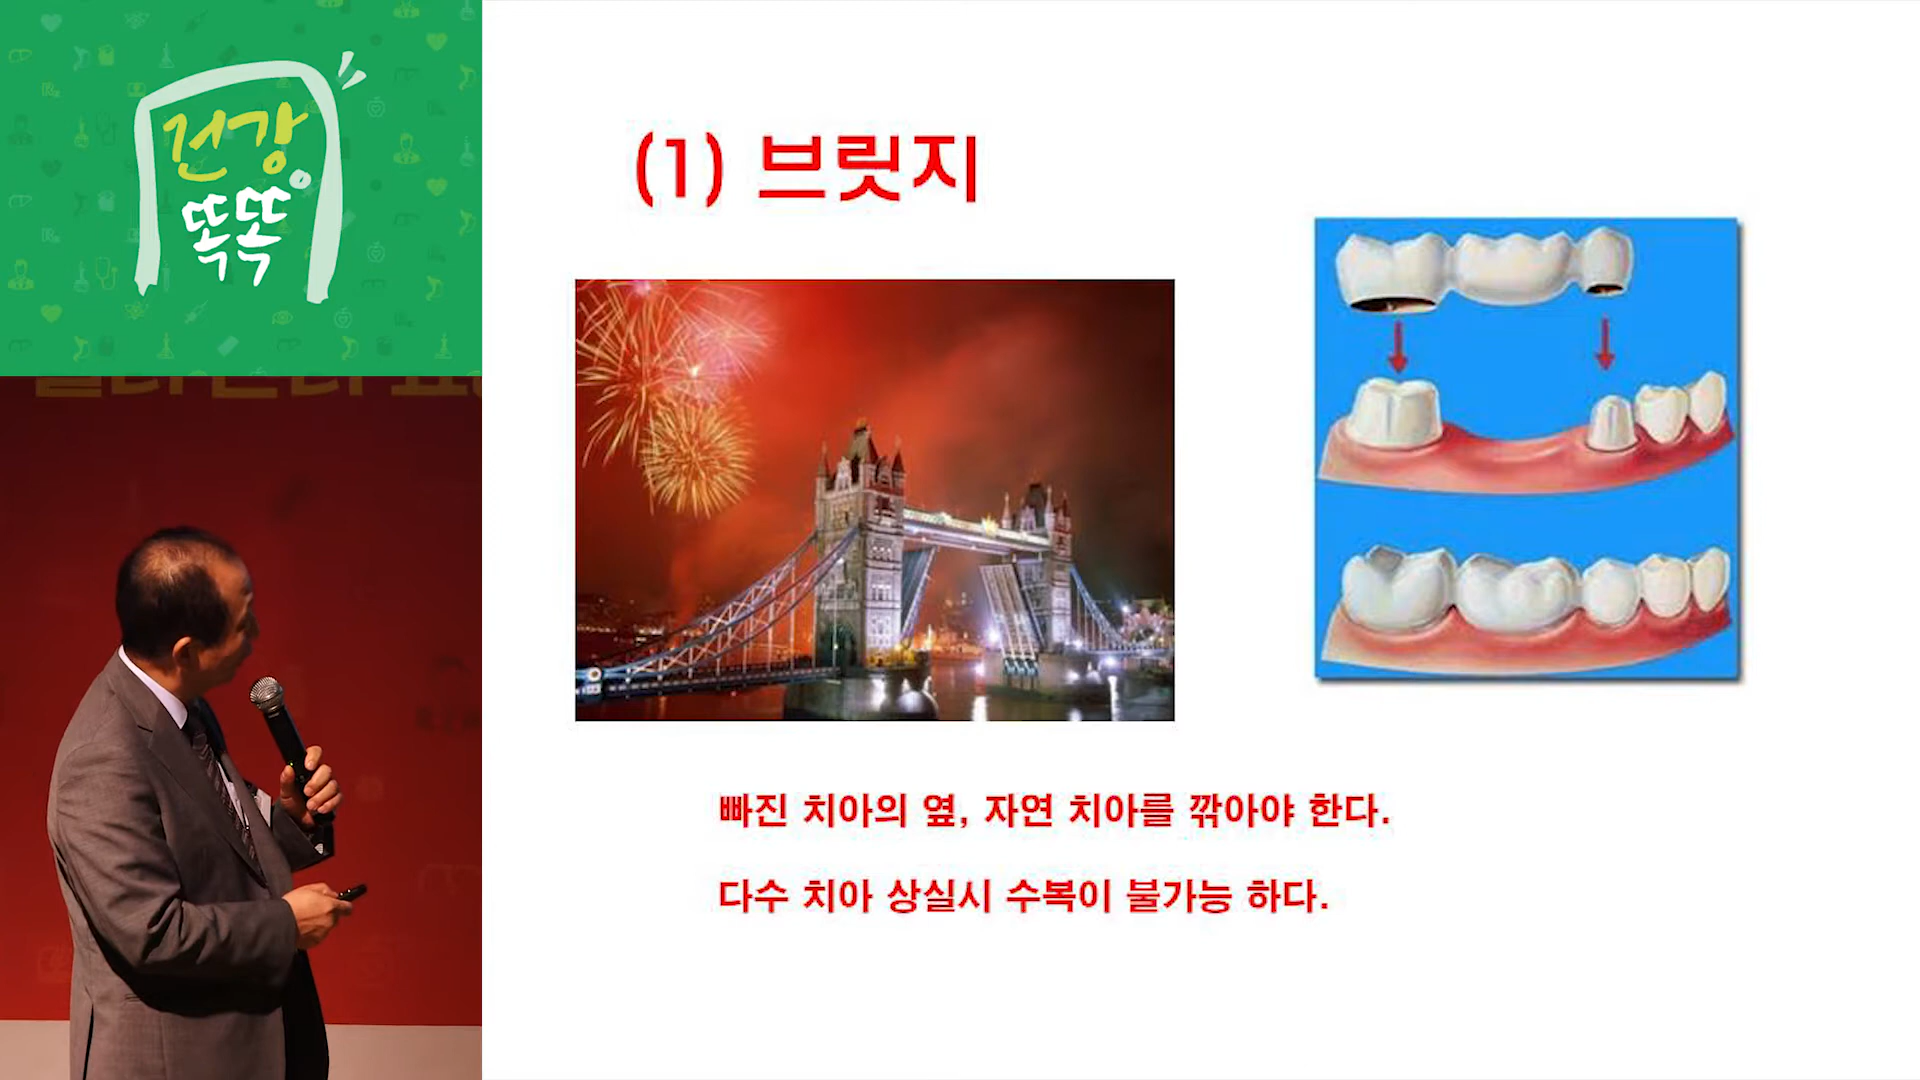 건강
똑똑
(1) 브릿지
빠진 치아의 옆, 자연 치아를 깎아야 한다.
다수 치아 상실시 수복이 불가능 하다.